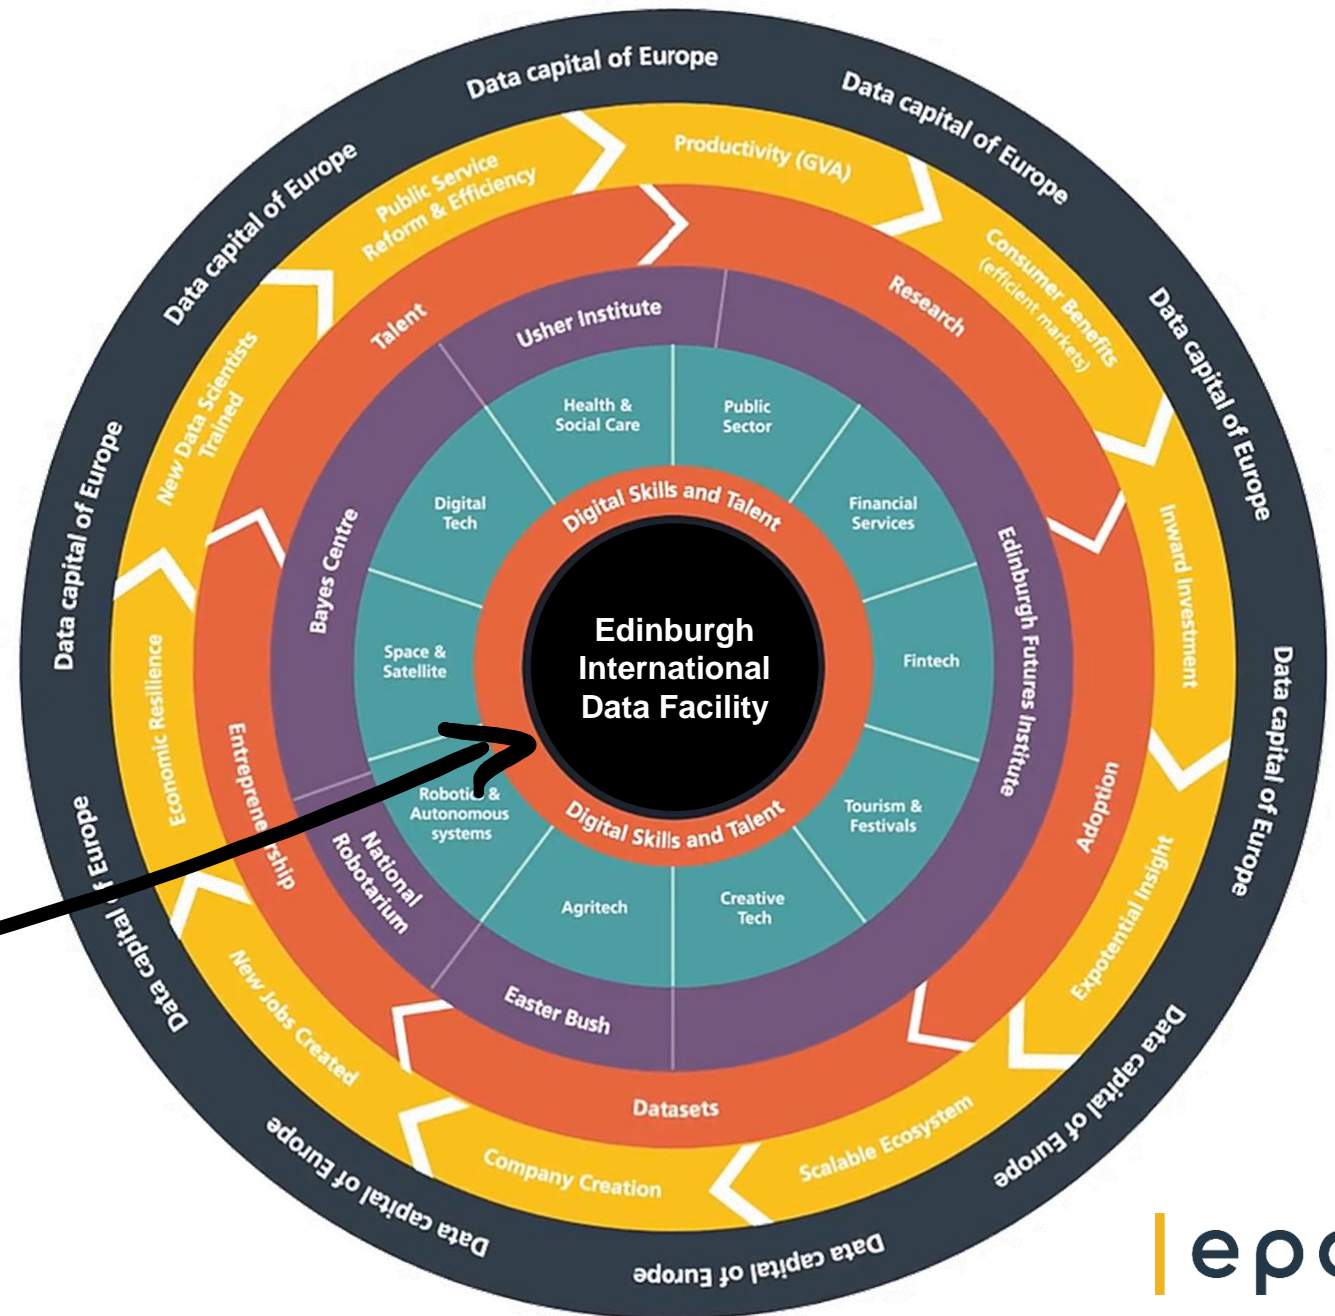 Data capital of Europe
Data capital of Europe
Data capital of Europe
Data capital of Europe
Data capital of Europe
Data capital of Europe
Data capital of Europe
Data capital of Europe
Data capital of Europe
Data capital of Europe
Data capital of Europe
Public Service
Reform & Efficiency
Productivity (GVA)
Consumer Benefits
(efficient markets)
Inward Investment
Expotential Insight
Scalable Ecosystem
Company Creation
New Jobs Created
Economic Resilience
New Data Scientists
Trained
Talent
Research
Adoption
Datasets
Entrepreneurship
Usher Institute
Edinburgh Futures Institute
Easter Bush
National
Robotarium
Bayes Centre
Health &
Social Care
Public
Sector
Financial
Services
Fintech
Tourism &
Festivals
Creative
Tech
Agritech
Robotics &
Autonomous
systems
Space &
Satellite
Digital
Tech
Digital Skills and Talent
Edinburgh
International
Data Facility
Digital Skills and Talent